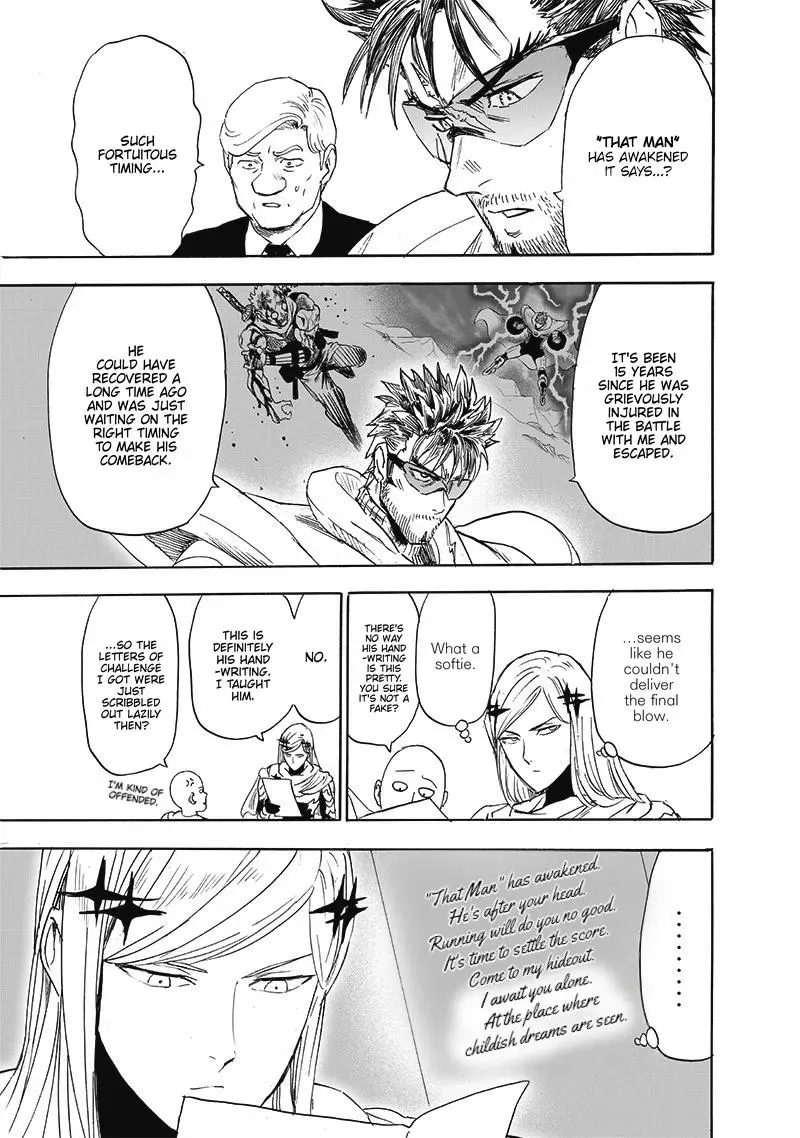 "THAT MAN"
HAS AWAKENED
IT SAYS...?
SUCH
FORTUITOUS
TIMING...
IT'S BEEN
15 YEARS
SINCE HE WAS
GRIEVOUSLY
INJURED IN
THE BATTLE
WITH ME AND
ESCAPED.
HE
COULD HAVE
RECOVERED A
LONG TIME AGO
AND WAS JUST
WAITING ON THE
RIGHT TIMING
TO MAKE HIS
COMEBACK.
...seems
like he
couldn't
deliver
the final
blow.
What a
softie.
THERE'S
NO WAY
HIS HAND
-WRITING
IS THIS
PRETTY.
YOU SURE
IT'S NOT A
FAKE?
NO.
THIS IS
DEFINITELY
HIS HAND
-WRITING.
I TAUGHT
HIM.
...SO THE
LETTERS OF
CHALLENGE
I GOT WERE
JUST
SCRIBBLED
OUT LAZILY
THEN?
I'M KIND OF
OFFENDED.
......
"That Man" has awakened.
He's after your head.
Running will do you no good.
It's time to settle the score.
Come to my hideout.
I await you alone.
At the place where
childish dreams are seen.